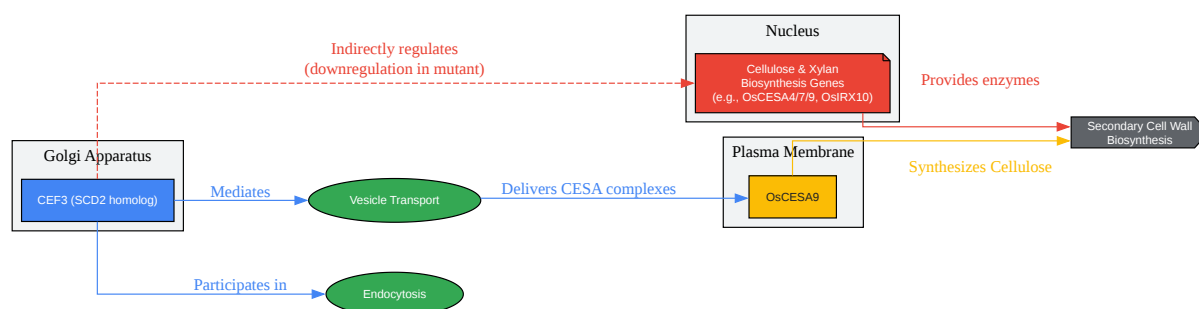 Nucleus
Indirectly regulates
(downregulation in mutant)
Cellulose & Xylan
Biosynthesis Genes
(e.g., OsCESA4/7/9, OsIRX10)
Provides enzymes
Secondary Cell Wall
Biosynthesis
Golgi Apparatus
Plasma Membrane
Synthesizes Cellulose
CEF3 (SCD2 homolog)
Mediates
Vesicle Transport
Delivers CESA complexes
OsCESA9
Participates in
Endocytosis